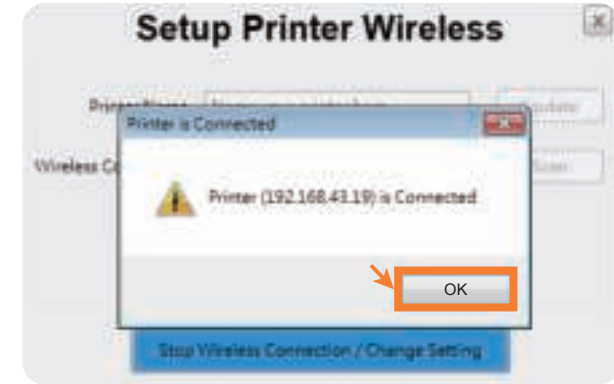 Setup Printer Wireless
Printer is Connected
Printer (192.168.43.19) is Connected
OK
Stop Wireless Connection / Change Setting
Wireless